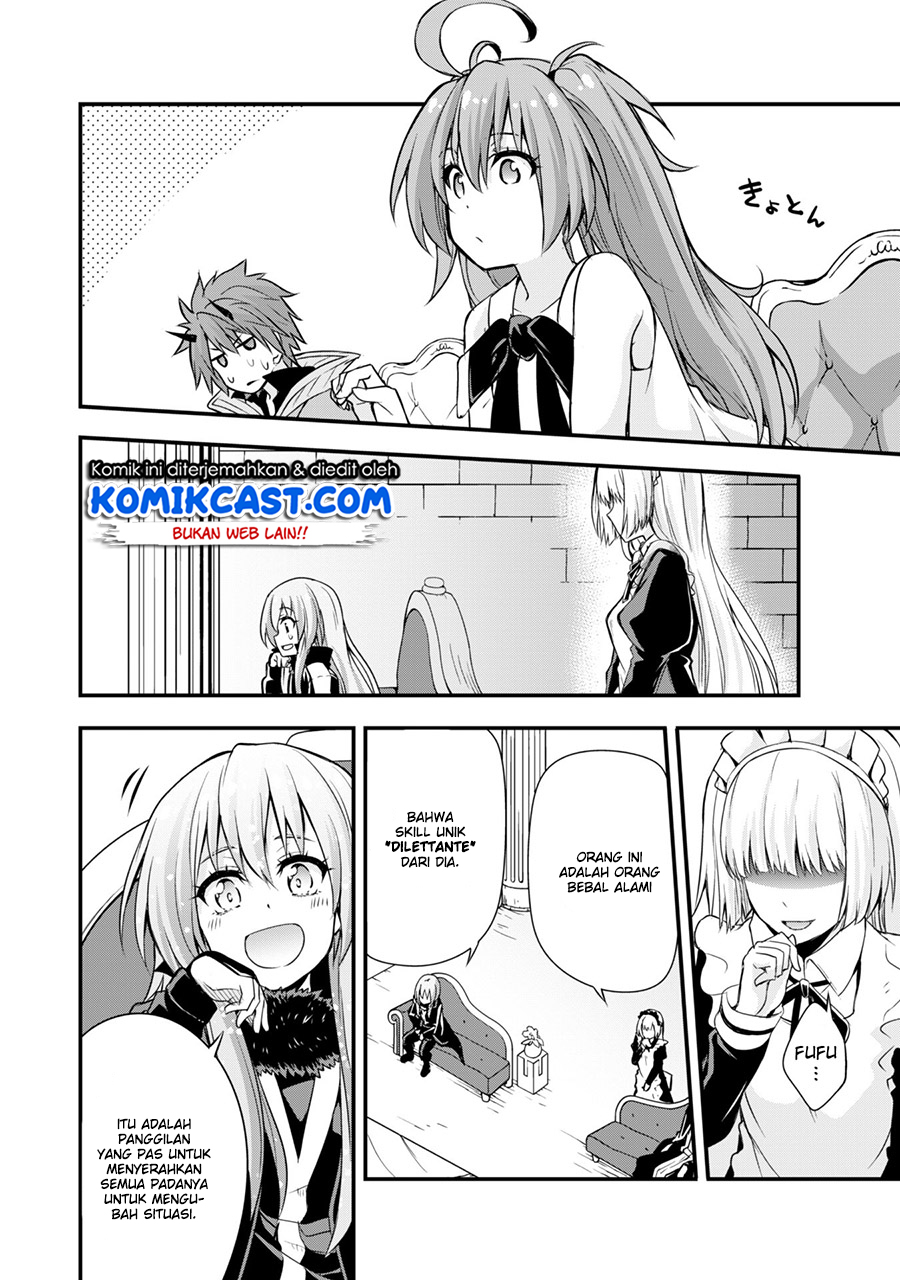 きょとん
Komik ini diterjemahkan & diedit oleh
KOMIKCAST.COM
BUKAN WEB LAIN!!
FUFU
...
ORANG INI
ADALAH ORANG
BEBAL ALAMI
BAHWA
SKILL UNIK
"DILETTANTE"
DARI DIA.
ITU ADALAH
PANGGILAN
YANG PAS UNTUK
MENYERAHKAN
SEMUA PADANYA
UNTUK MENGU-
BAH SITUASI.